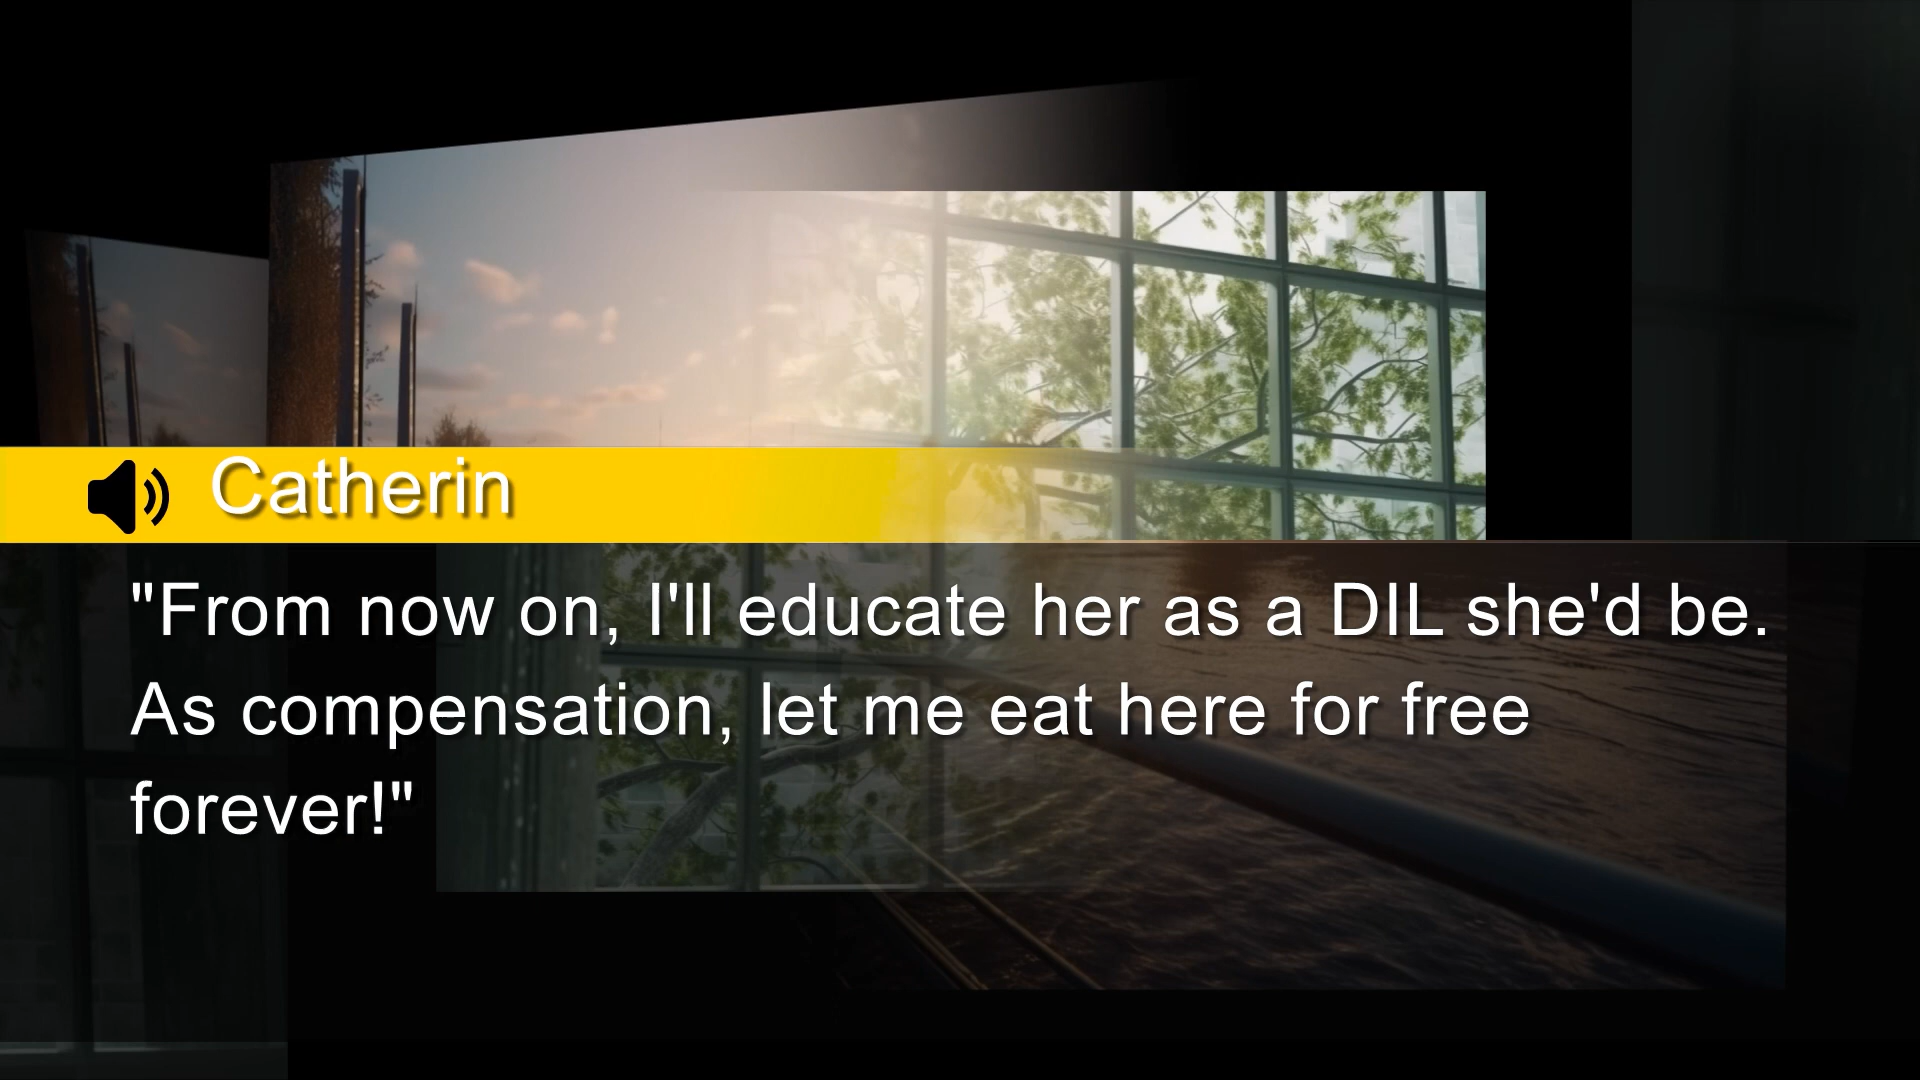 Catherin
"From now on, I'll educate her as a DIL she'd be.
As compensation, let me eat here for free
forever!"